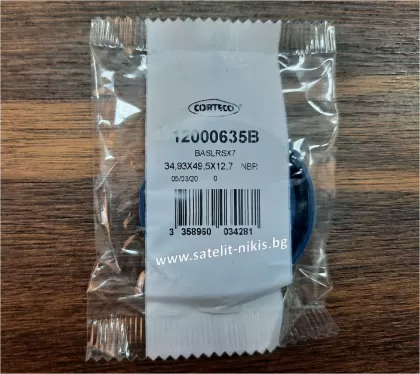 CORTECO
12000635B
BASLRSX7
34,93X49,5X12,7 NBR
05/03/20 0
3 358960 034281
www.satelit-nikis.bg